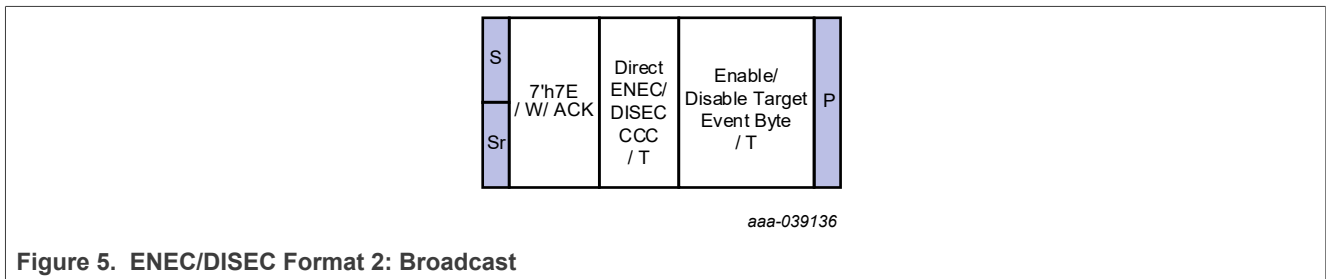 S
Sr
7'h7E
/ W/ ACK
Direct
ENEC/
DISEC
CCC
/ T
Enable/
Disable Target
Event Byte
/ T
P
aaa-039136
Figure 5. ENEC/DISEC Format 2: Broadcast